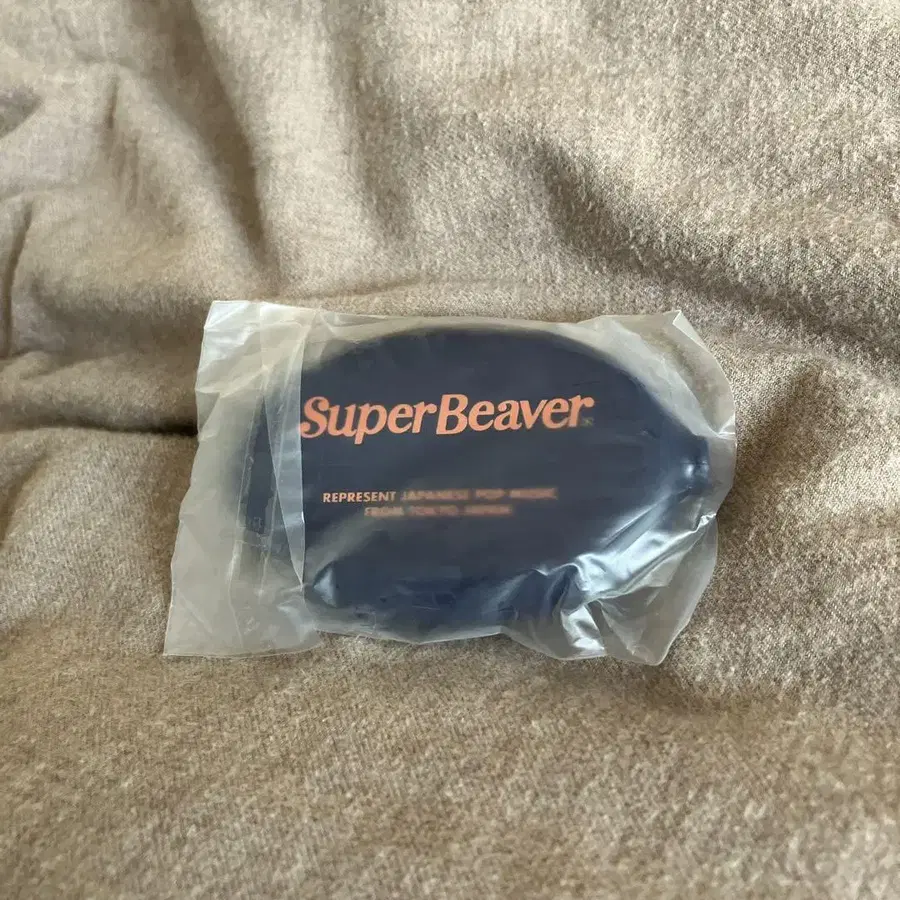 SuperBeaver
REPRESENT JAPANESE POP MUSIC
FROM TOKYO JAPAN